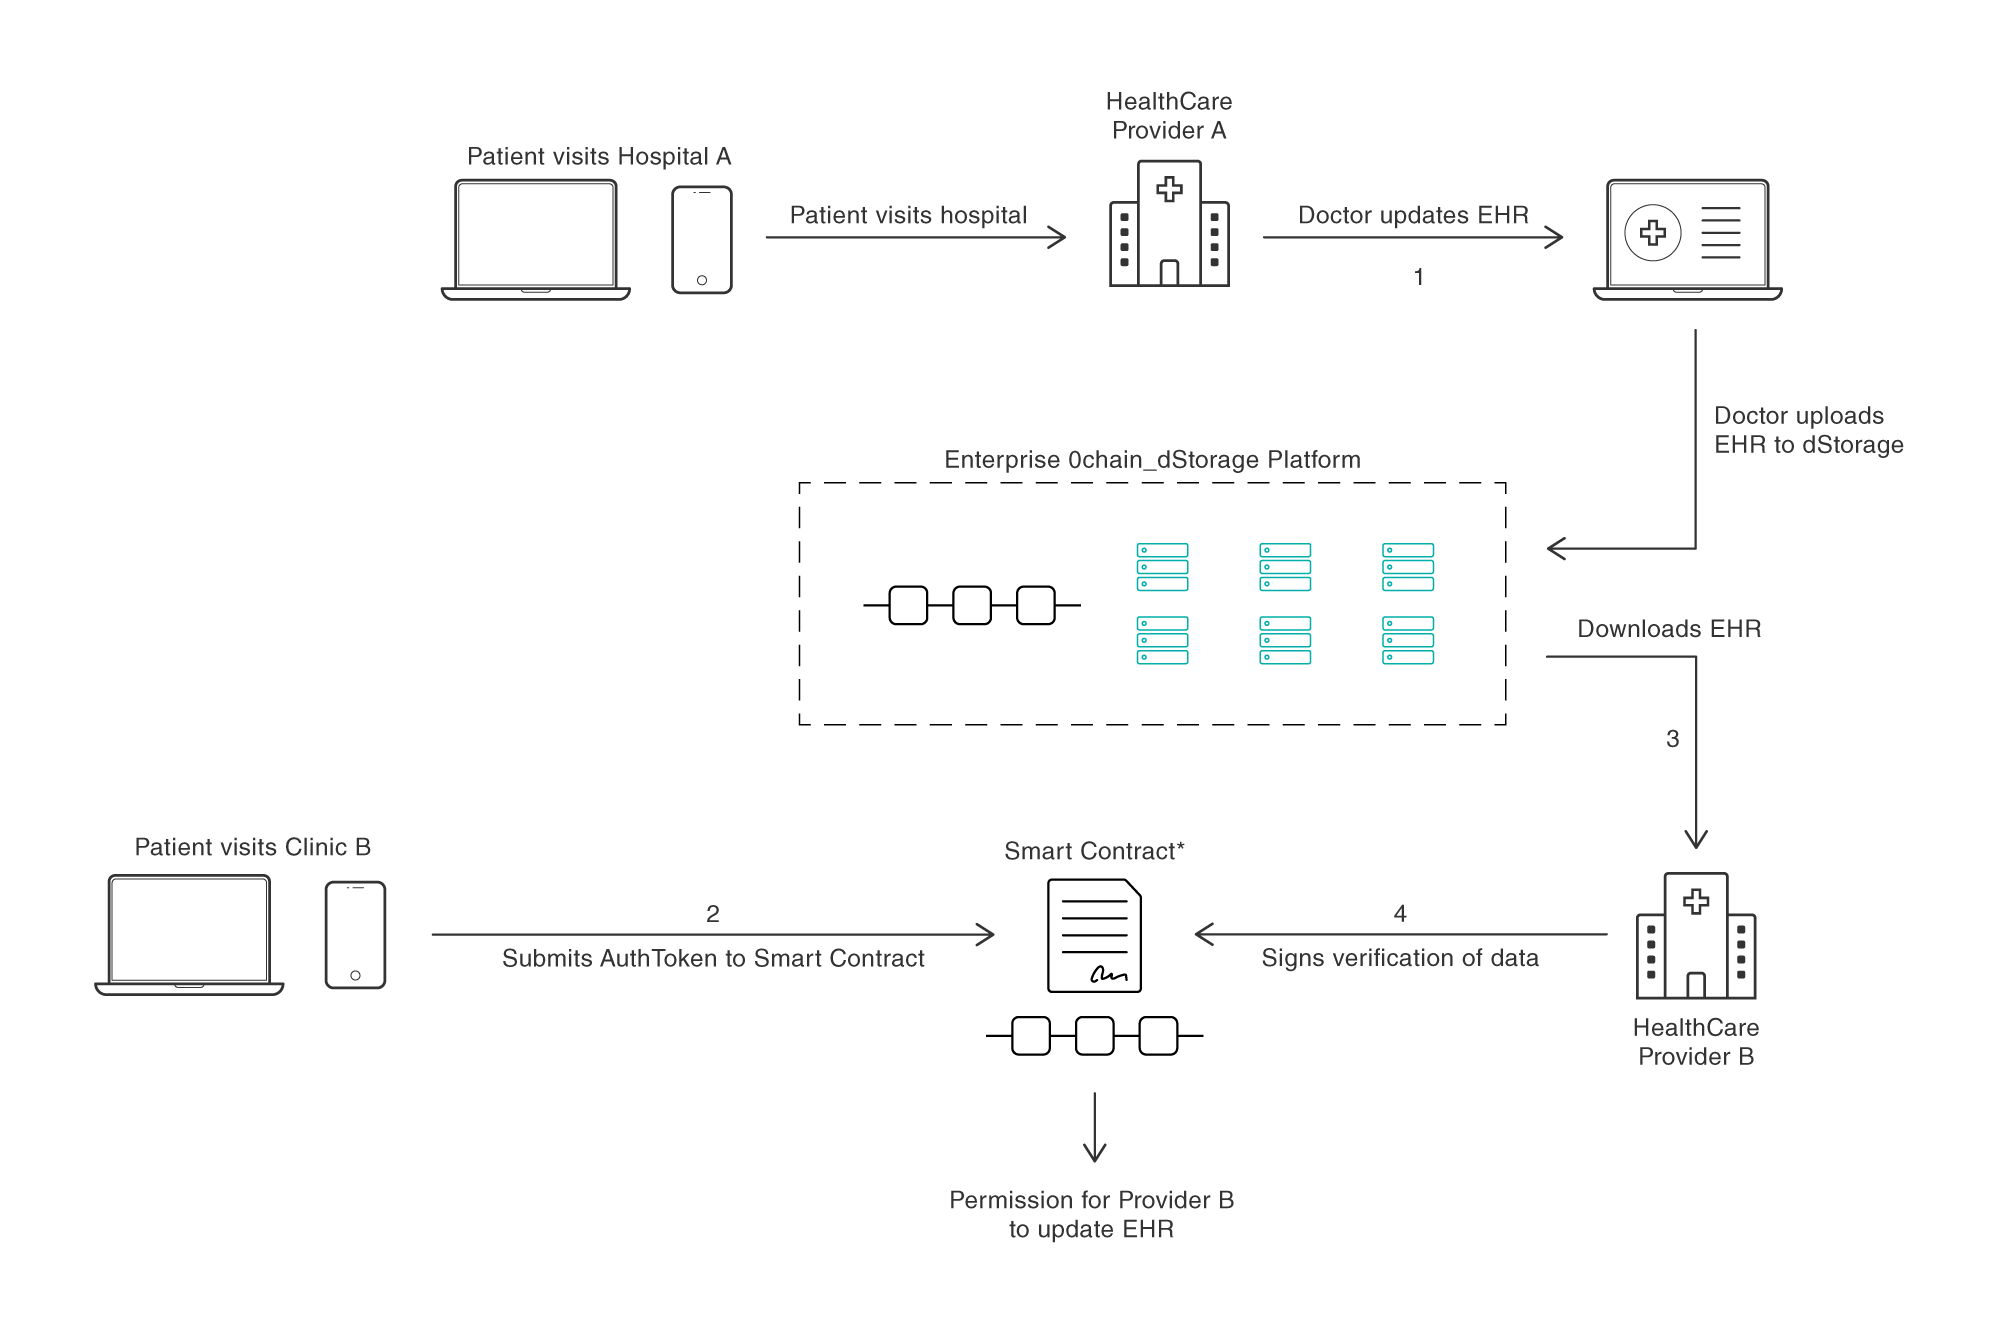 HealthCare
Provider A
Patient visits Hospital A
Patient visits hospital
Doctor updates EHR
1
Doctor uploads
EHR to dStorage
Enterprise 0chain_dStorage Platform
Downloads EHR
3
Patient visits Clinic B
Smart Contract*
2
Submits AuthToken to Smart Contract
4
Signs verification of data
HealthCare
Provider B
Permission for Provider B
to update EHR